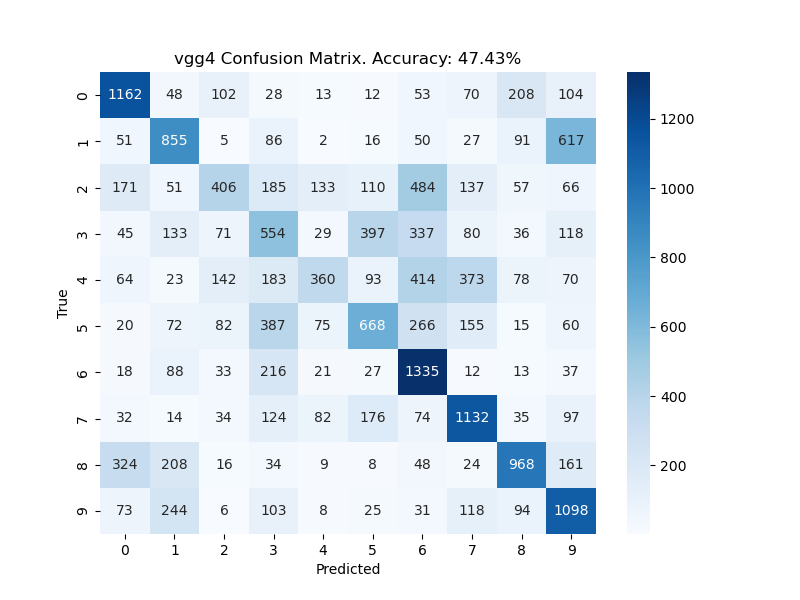 vgg4 Confusion Matrix. Accuracy: 47.43%
0 1162 48 102 28 13 12 53 70 208 104
1 51 855 5 86 2 16 50 27 91 617
2 171 51 406 185 133 110 484 137 57 66
3 45 133 71 554 29 397 337 80 36 118
4 64 23 142 183 360 93 414 373 78 70
5 20 72 82 387 75 668 266 155 15 60
6 18 88 33 216 21 27 1335 12 13 37
7 32 14 34 124 82 176 74 1132 35 97
8 324 208 16 34 9 8 48 24 968 161
9 73 244 6 103 8 25 31 118 94 1098
0 1 2 3 4 5 6 7 8 9
Predicted
True
1200
1000
800
600
400
200